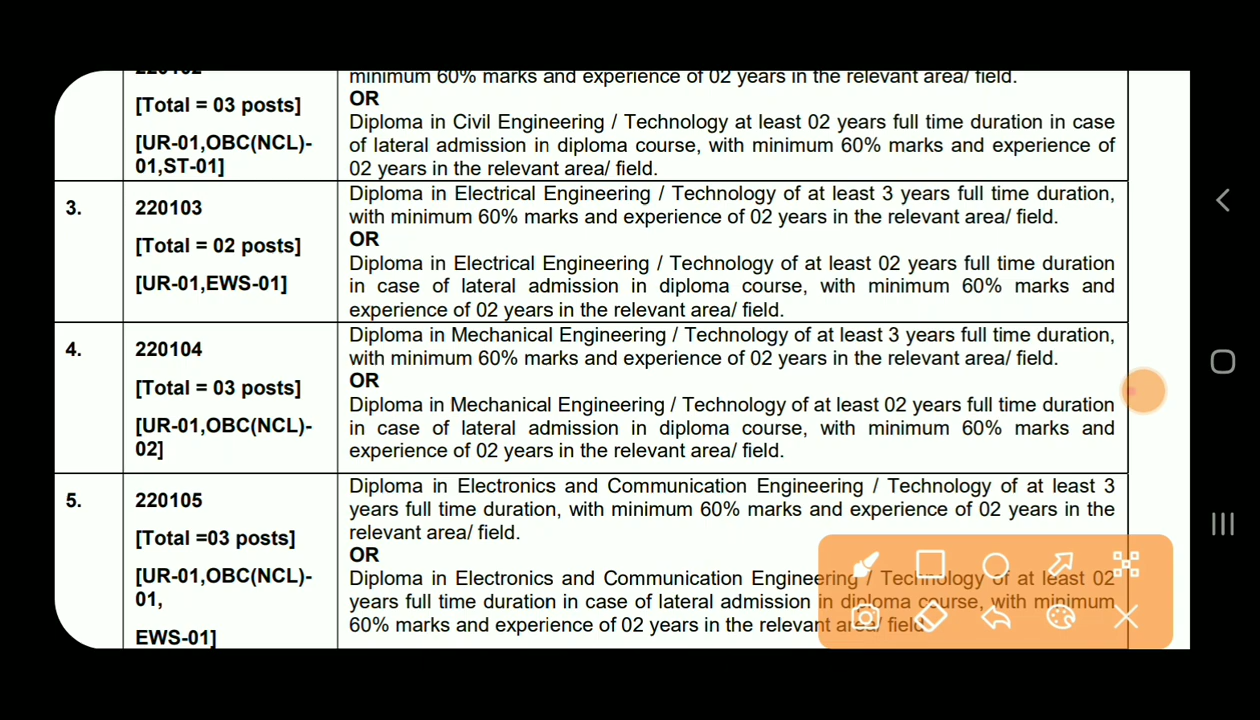 220102
minimum 60% marks and experience of 02 years in the relevant area/ field.
[Total = 03 posts]
OR
[UR-01,OBC(NCL)-
01,ST-01]
Diploma in Civil Engineering / Technology at least 02 years full time duration in case
of lateral admission in diploma course, with minimum 60% marks and experience of
02 years in the relevant area/ field.
3.
220103
[Total = 02 posts]
[UR-01,EWS-01]
Diploma in Electrical Engineering / Technology of at least 3 years full time duration,
with minimum 60% marks and experience of 02 years in the relevant area/ field.
OR
Diploma in Electrical Engineering / Technology of at least 02 years full time duration
in case of lateral admission in diploma course, with minimum 60% marks and
experience of 02 years in the relevant area/ field.
4.
220104
[Total = 03 posts]
[UR-01,OBC(NCL)-
02]
Diploma in Mechanical Engineering / Technology of at least 3 years full time duration,
with minimum 60% marks and experience of 02 years in the relevant area/ field.
OR
Diploma in Mechanical Engineering / Technology of at least 02 years full time duration
in case of lateral admission in diploma course, with minimum 60% marks and
experience of 02 years in the relevant area/ field.
5.
220105
[Total =03 posts]
[UR-01,OBC(NCL)-
01,
EWS-01]
Diploma in Electronics and Communication Engineering / Technology of at least 3
years full time duration, with minimum 60% marks and experience of 02 years in the
relevant area/ field.
OR
Diploma in Electronics and Communication Engineering / Technology of at least 02
years full time duration in case of lateral admission in diploma course, with minimum
60% marks and experience of 02 years in the relevant area/ field